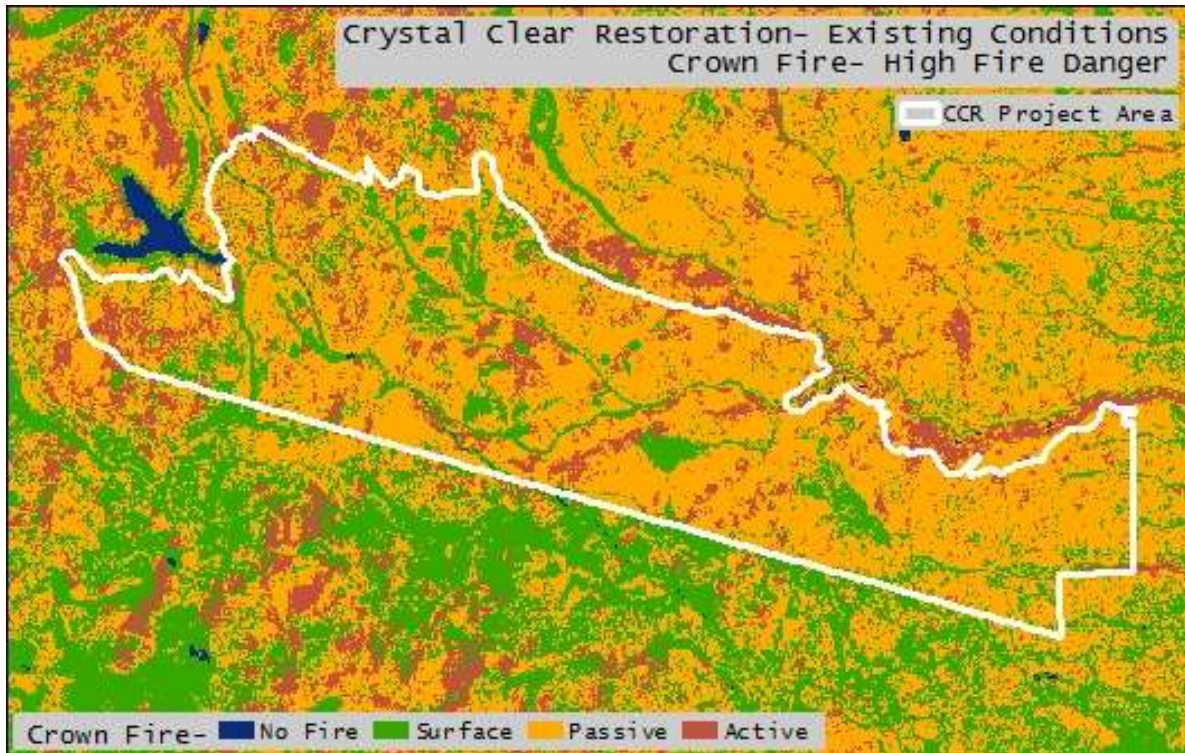 Crystal Clear Restoration- Existing Conditions
Crown Fire- High Fire Danger
CCR Project Area
Crown Fire- No Fire Surface Passive Active